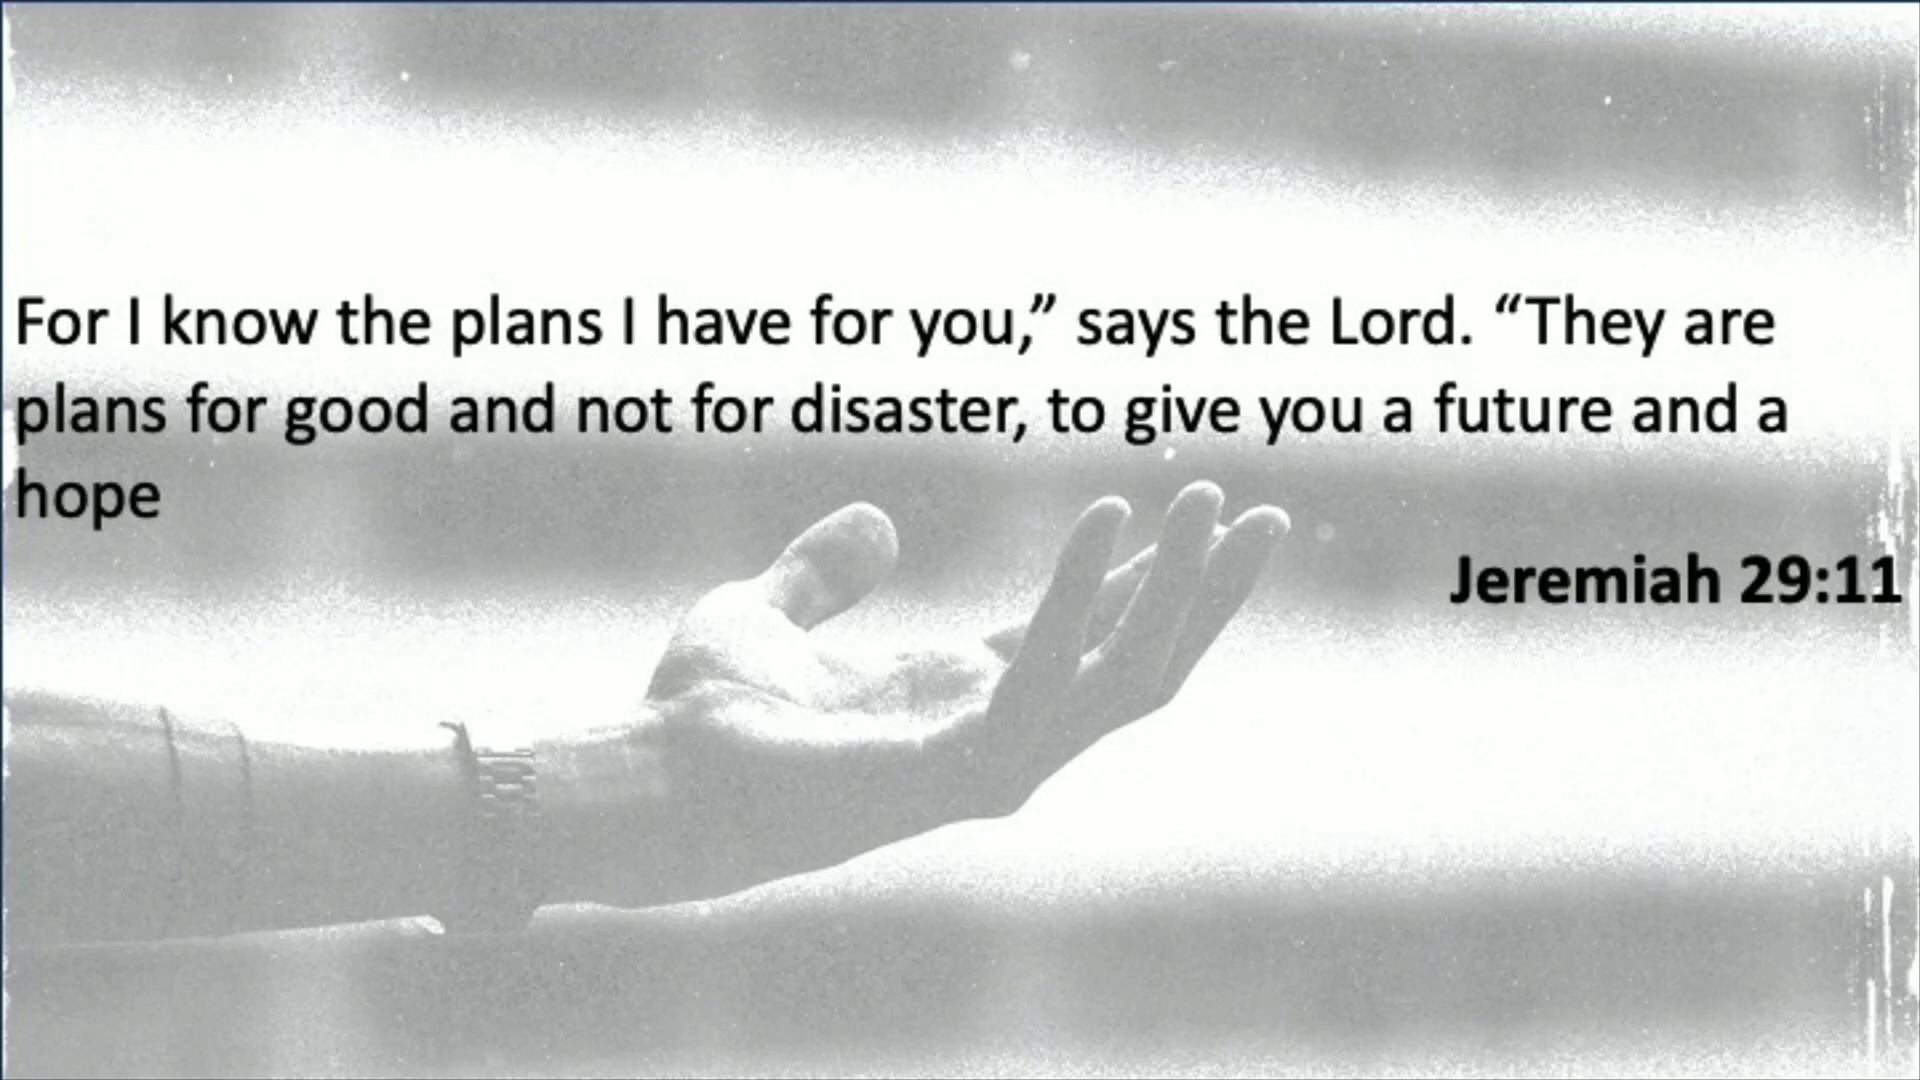 For I know the plans I have for you,” says the Lord. “They are
plans for good and not for disaster, to give you a future and a
hope
Jeremiah 29:11